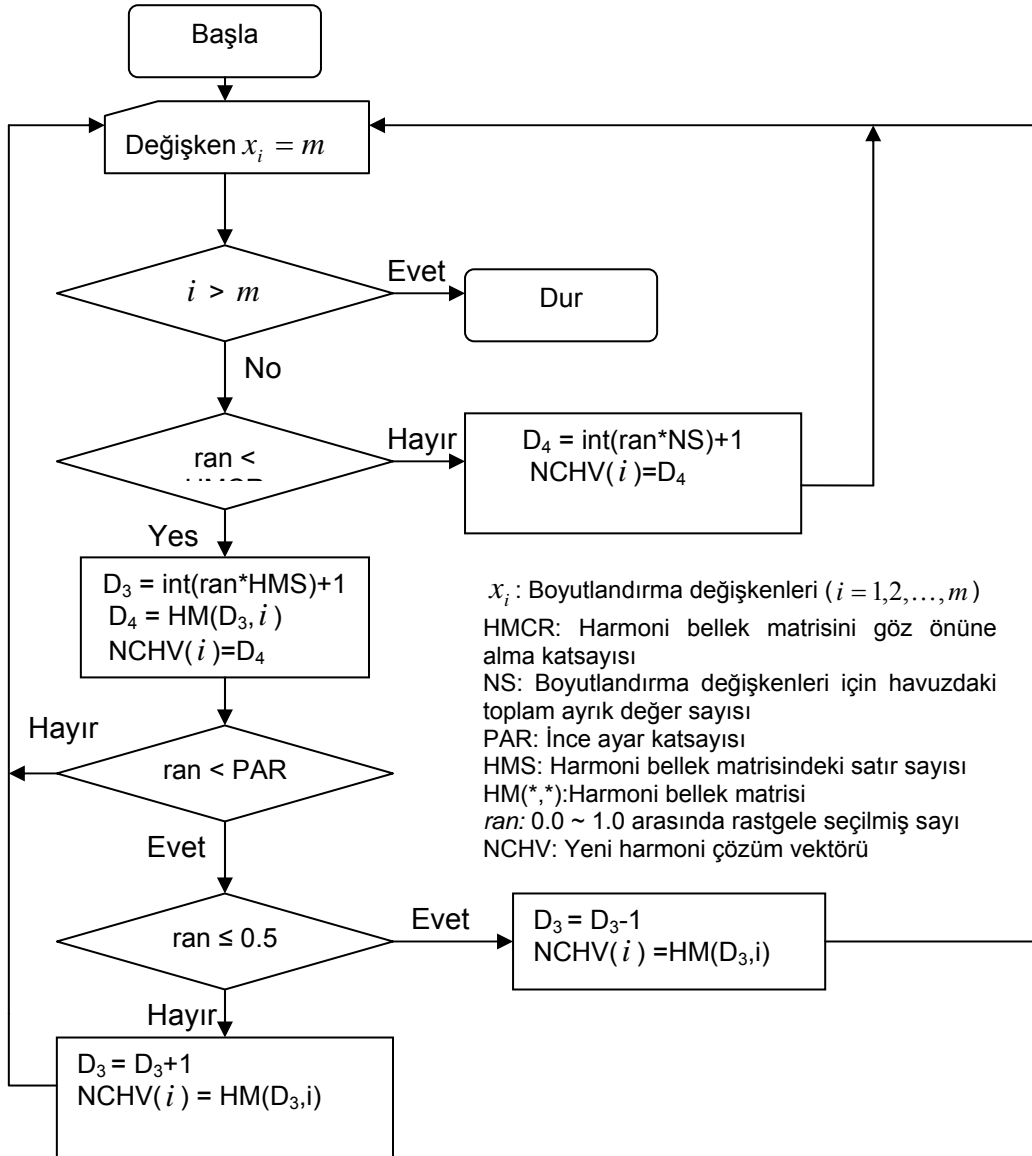 Başla
Değişken x_i = m
i > m
Evet
Dur
No
ran <
Hayır
D₄ = int(ran*NS)+1
NCHV(i)=D₄
Yes
D₃ = int(ran*HMS)+1
D₄ = HM(D₃,i)
NCHV(i)=D₄
x_i : Boyutlandırma değişkenleri (i = 1,2,…,m)
HMCR: Harmoni bellek matrisini göz önüne
alma katsayısı
NS: Boyutlandırma değişkenleri için havuzdaki
toplam ayrık değer sayısı
PAR: İnce ayar katsayısı
HMS: Harmoni bellek matrisindeki satır sayısı
HM(*,*):Harmoni bellek matrisi
ran: 0.0 ~ 1.0 arasında rastgele seçilmiş sayı
NCHV: Yeni harmoni çözüm vektörü
Hayır
ran < PAR
Evet
ran ≤ 0.5
Evet
D₃ = D₃-1
NCHV(i) =HM(D₃,i)
Hayır
D₃ = D₃+1
NCHV(i) = HM(D₃,i)